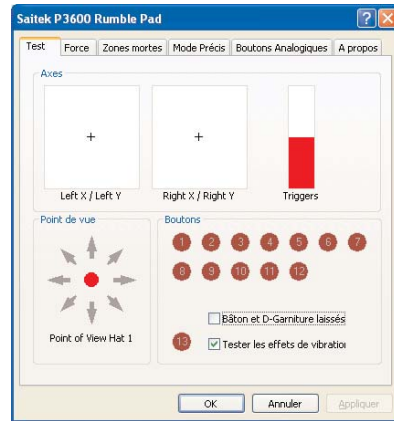 Saitek P3600 Rumble Pad
Test Force Zones mortes Mode Précis Boutons Analogiques A propos
Axes
Left X / Left Y Right X / Right Y Triggers
Point de vue
Point of View Hat 1
Boutons
1 2 3 4 5 6 7
8 9 10 11 12
Bâton et D-Garniture laissés
13 Tester les effets de vibration
OK Annuler Appliquer